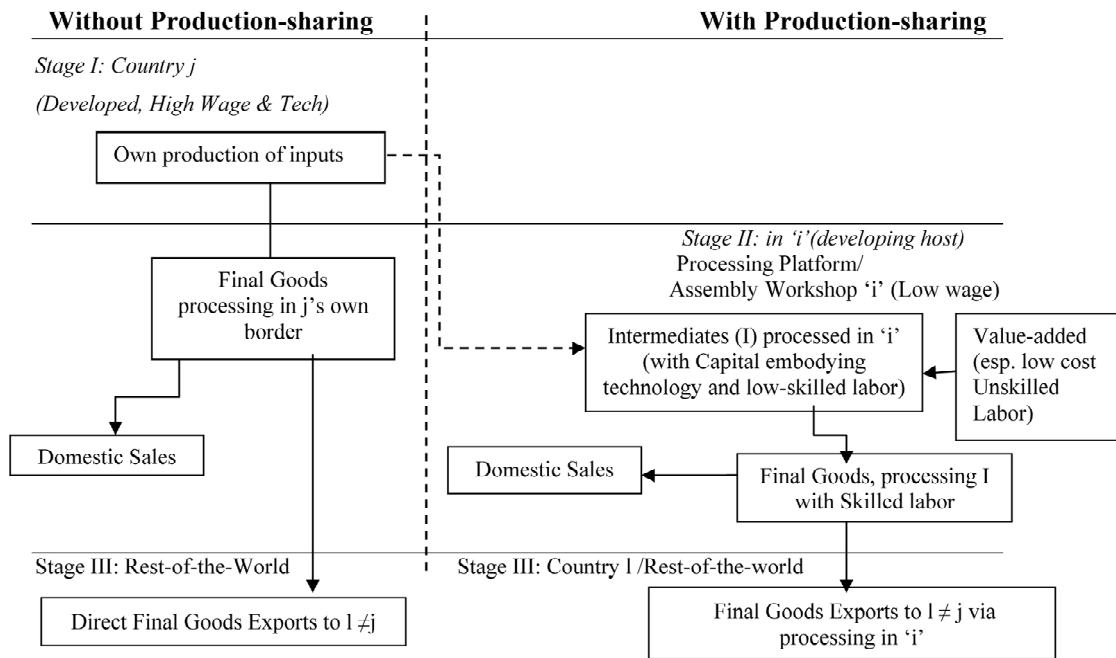 Without Production-sharing
With Production-sharing
Stage I: Country j
(Developed, High Wage & Tech)
Own production of inputs
Final Goods
processing in j's own
border
Domestic Sales
Stage III: Rest-of-the-World
Direct Final Goods Exports to l ≠j
Stage II: in ‘i’(developing host)
Processing Platform/
Assembly Workshop ‘i’ (Low wage)
Intermediates (I) processed in ‘i’
(with Capital embodying
technology and low-skilled labor)
Value-added
(esp. low cost
Unskilled
Labor)
Domestic Sales
Final Goods, processing I
with Skilled labor
Stage III: Country l /Rest-of-the-world
Final Goods Exports to l ≠ j via
processing in ‘i’